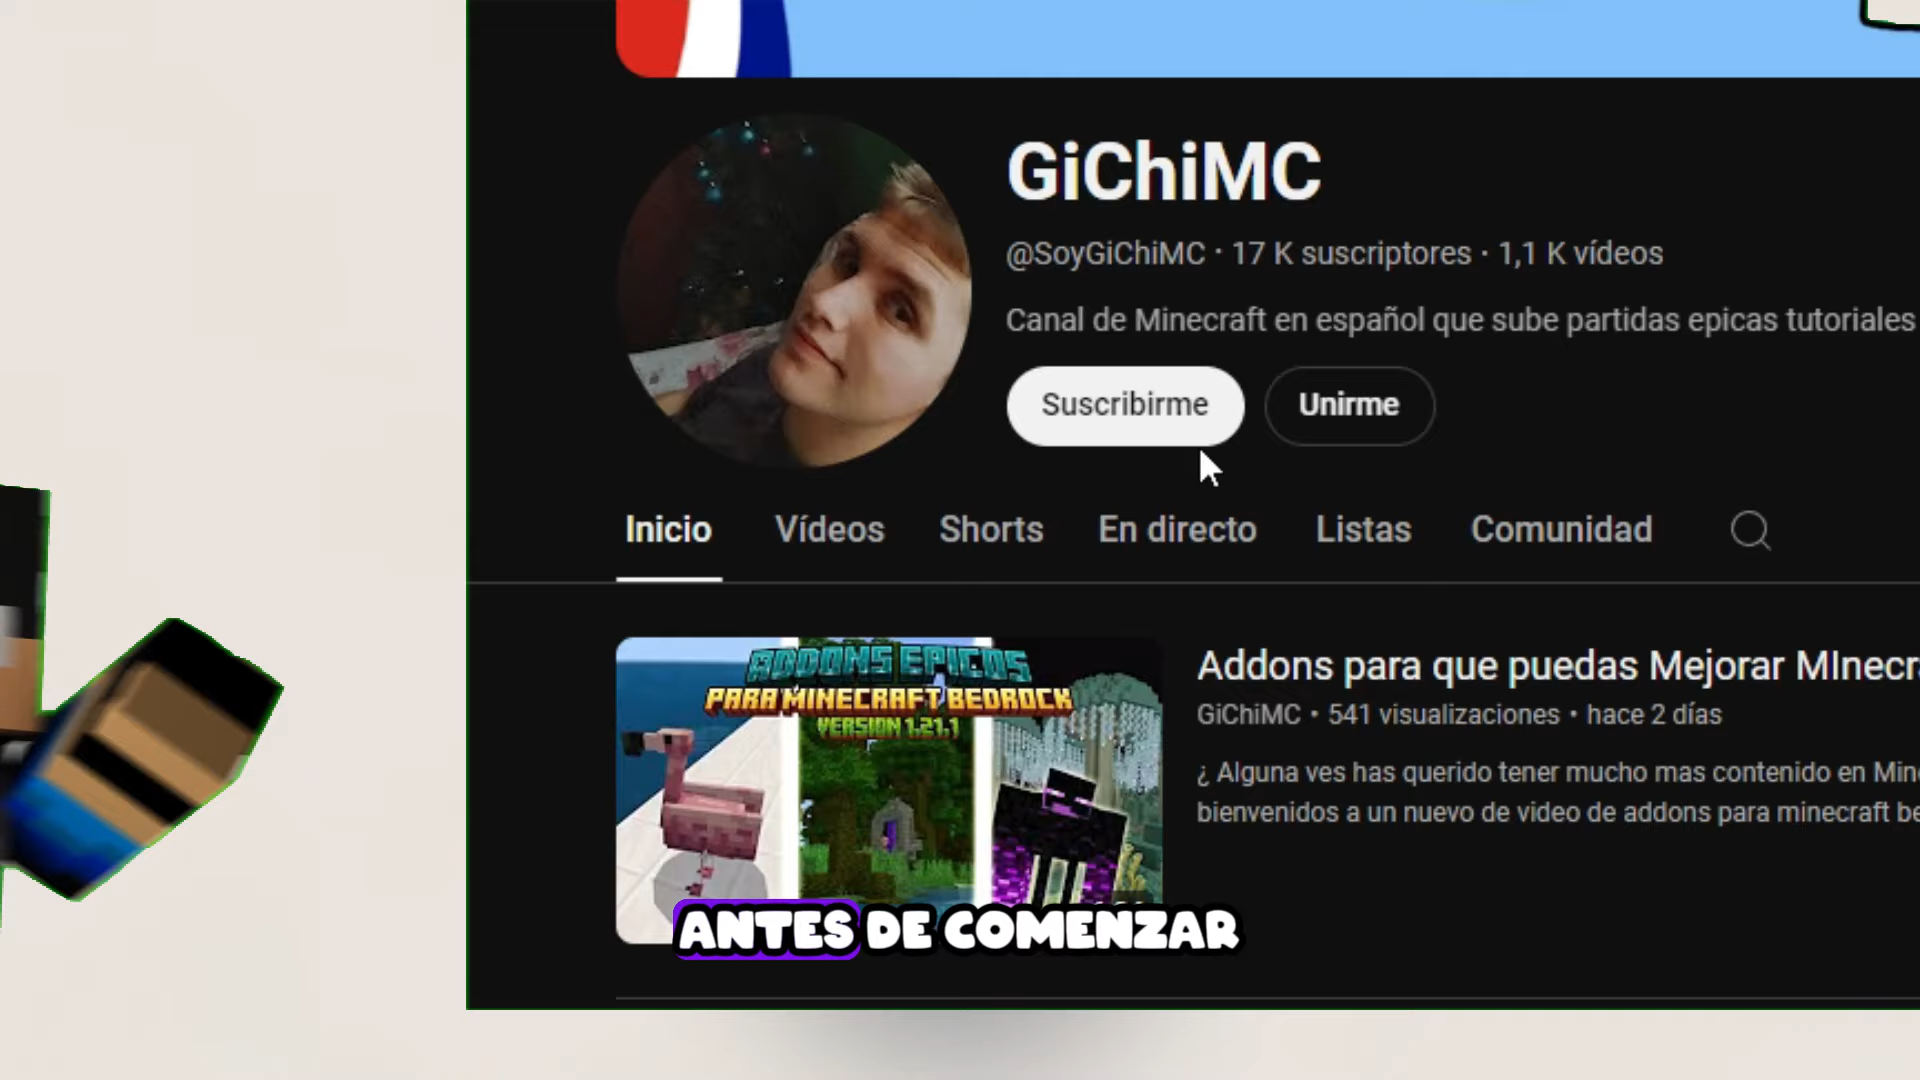 GiChiMC
@SoyGiChiMC · 17 K suscriptores · 1,1 K vídeos
Canal de Minecraft en español que sube partidas epicas tutoriales
Suscribirme
Unirme
Inicio
Vídeos
Shorts
En directo
Listas
Comunidad
ADDONS EPICOS
PARA MINECRAFT BEDROCK
VERSION 1.21.1
Addons para que puedas Mejorar MInecr
GiChiMC · 541 visualizaciones · hace 2 días
¿ Alguna ves has querido tener mucho mas contenido en Min
bienvenidos a un nuevo de video de addons para minecraft be
ANTES DE COMENZAR